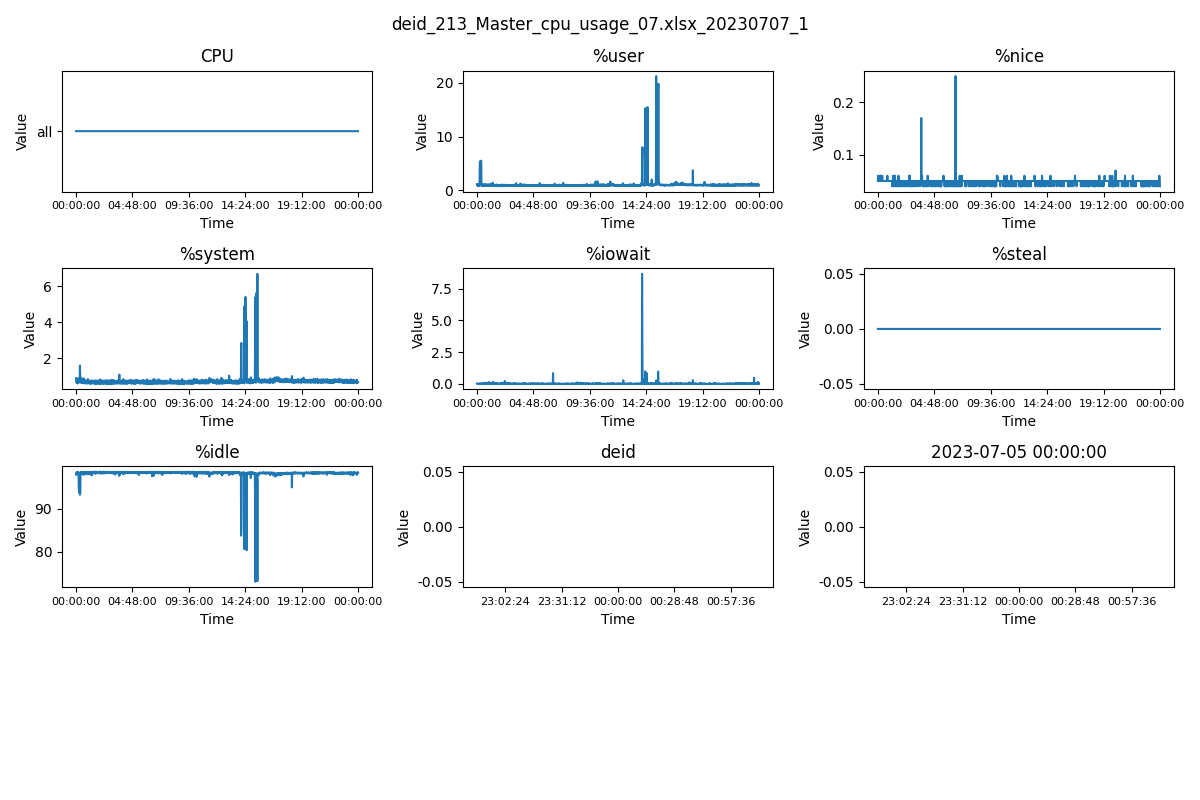 deid_213_Master_cpu_usage_07.xlsx_20230707_1
CPU
Value
all
00:00:00 04:48:00 09:36:00 14:24:00 19:12:00 00:00:00
Time
%user
Value
20
10
0
00:00:00 04:48:00 09:36:00 14:24:00 19:12:00 00:00:00
Time
%nice
Value
0.2
0.1
00:00:00 04:48:00 09:36:00 14:24:00 19:12:00 00:00:00
Time
%system
Value
6
4
2
00:00:00 04:48:00 09:36:00 14:24:00 19:12:00 00:00:00
Time
%iowait
Value
7.5
5.0
2.5
0.0
00:00:00 04:48:00 09:36:00 14:24:00 19:12:00 00:00:00
Time
%steal
Value
0.05
0.00
-0.05
00:00:00 04:48:00 09:36:00 14:24:00 19:12:00 00:00:00
Time
%idle
Value
90
80
00:00:00 04:48:00 09:36:00 14:24:00 19:12:00 00:00:00
Time
deid
Value
0.05
0.00
-0.05
23:02:24 23:31:12 00:00:00 00:28:48 00:57:36
Time
2023-07-05 00:00:00
Value
0.05
0.00
-0.05
23:02:24 23:31:12 00:00:00 00:28:48 00:57:36
Time